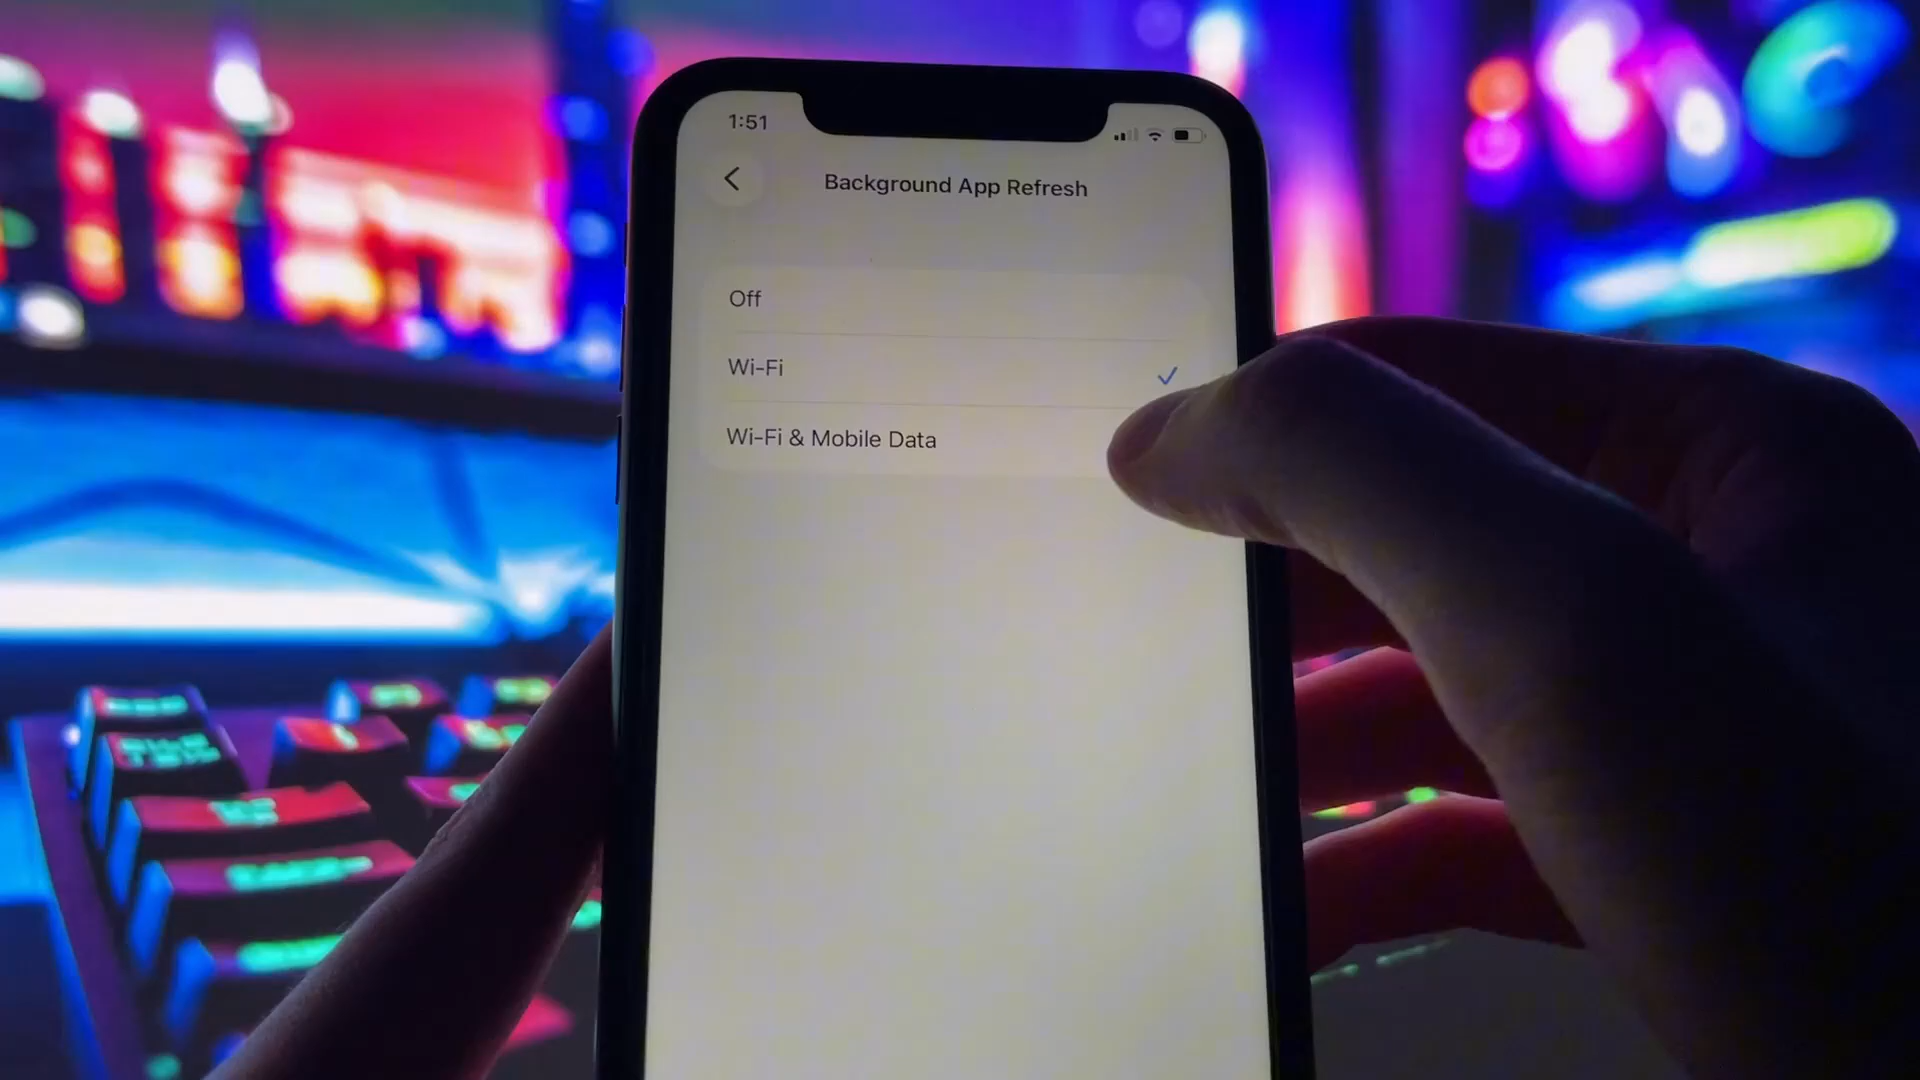 1:51
Background App Refresh
Off
Wi-Fi
Wi-Fi & Mobile Data